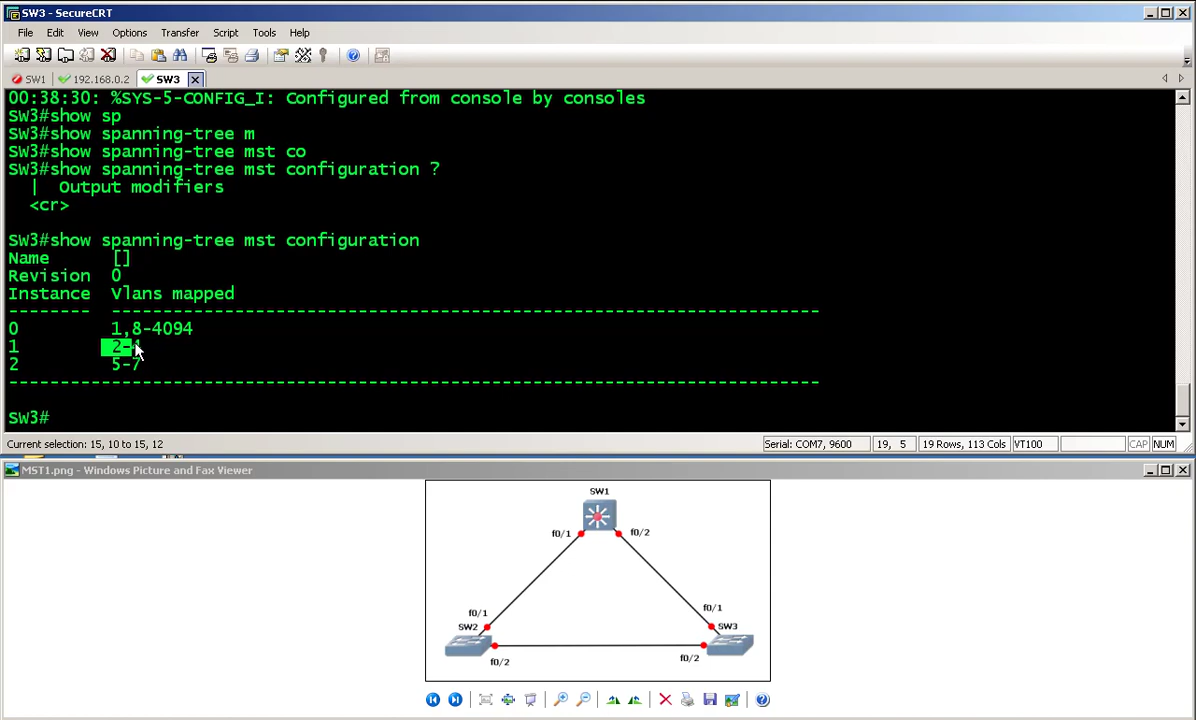 SW3 - SecureCRT
File Edit View Options Transfer Script Tools Help
SW1 192.168.0.2 SW3
00:38:30: %SYS-5-CONFIG_I: Configured from console by consoles
SW3#show sp
SW3#show spanning-tree m
SW3#show spanning-tree mst co
SW3#show spanning-tree mst configuration ?
| Output modifiers
<cr>
SW3#show spanning-tree mst configuration
Name []
Revision 0
Instance Vlans mapped
-------- ---------------------------------------------------------------------
0 1,8-4094
1 2-4
2 5-7
-------------------------------------------------------------------------------
SW3#
Current selection: 15, 10 to 15, 12 Serial: COM7, 9600 19, 5 19 Rows, 113 Cols VT100 CAP NUM
MST1.png - Windows Picture and Fax Viewer
SW1
f0/1 f0/2
f0/1 f0/1
SW2 SW3
f0/2 f0/2